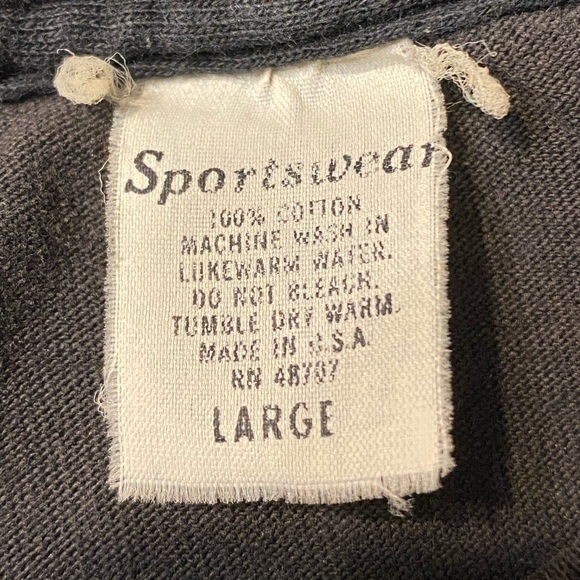 Sportswear
100% COTTON
MACHINE WASH IN
LUKEWARM WATER.
DO NOT BLEACH.
TUMBLE DRY WARM.
MADE IN U.S.A.
RN 48707
LARGE